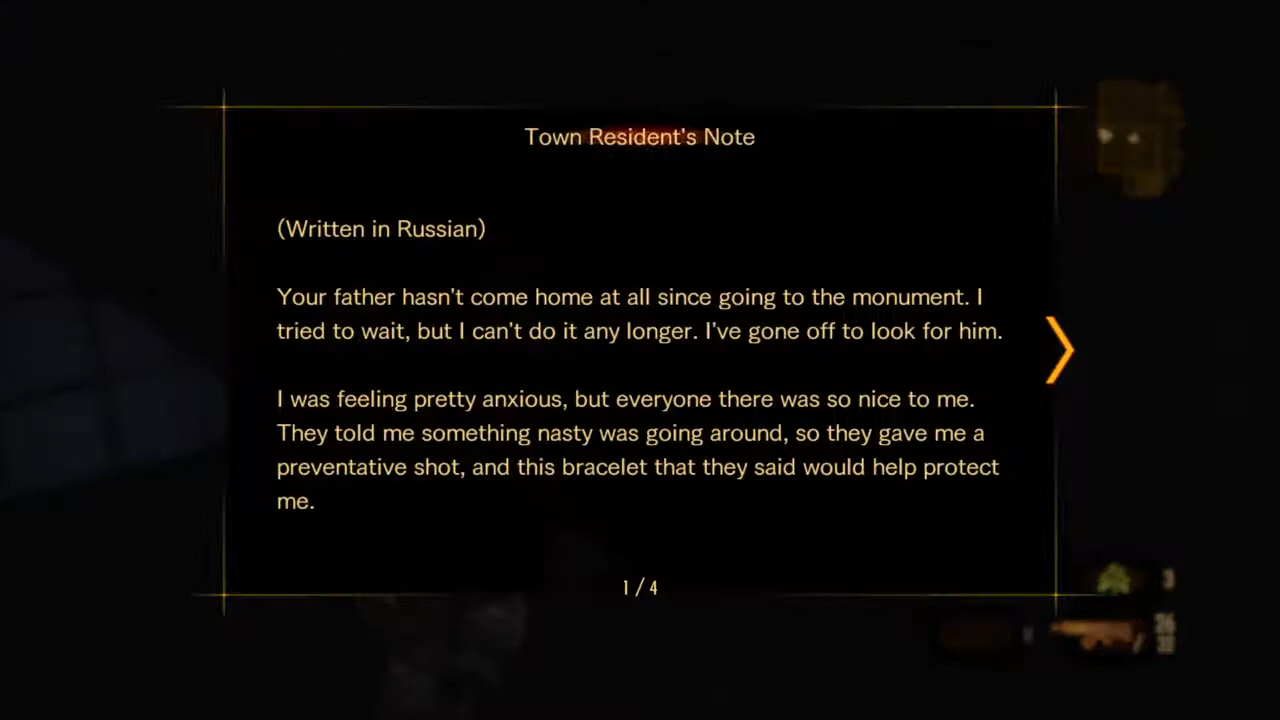 Town Resident's Note
(Written in Russian)
Your father hasn't come home at all since going to the monument. I
tried to wait, but I can't do it any longer. I've gone off to look for him.
I was feeling pretty anxious, but everyone there was so nice to me.
They told me something nasty was going around, so they gave me a
preventative shot, and this bracelet that they said would help protect
me.
1 / 4
3